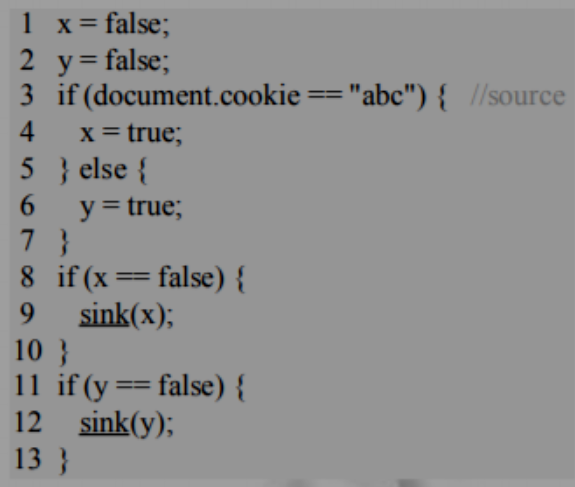 1 x = false;
2 y = false;
3 if (document.cookie == "abc") { //source
4 x = true;
5 } else {
6 y = true;
7 }
8 if (x == false) {
9 sink(x);
10 }
11 if (y == false) {
12 sink(y);
13 }